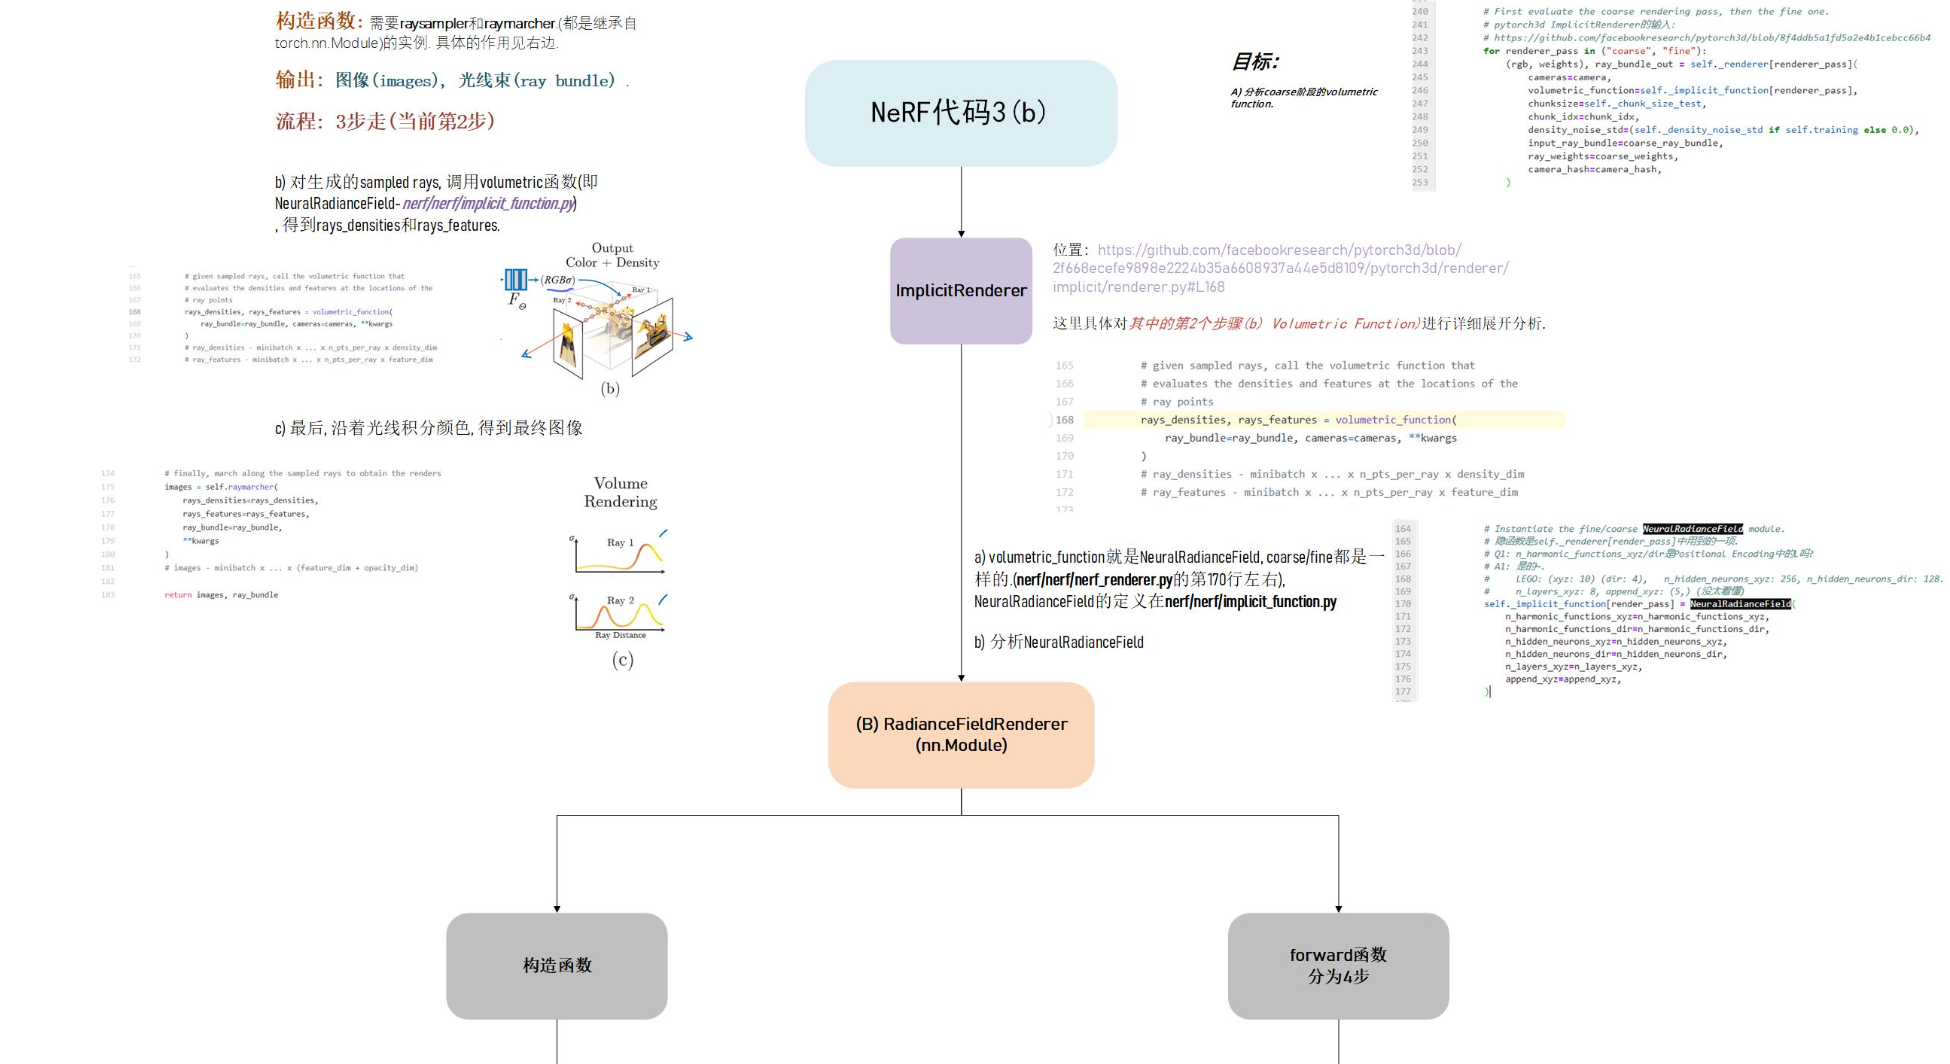 构造函数: 需要raysampler和raymarcher.(都是继承自
torch.nn.Module)的实例. 具体的作用见右边.
输出: 图像(images), 光线束(ray bundle) .
流程: 3步走(当前第2步)
b) 对生成的sampled rays, 调用volumetric函数(即
NeuralRadianceField- nerf/nerf/implicit_function.py)
, 得到rays_densities和rays_features.
165 # given sampled rays, call the volumetric function that
166 # evaluates the densities and features at the locations of the
167 # ray points
168 rays_densities, rays_features = volumetric_function(
169 ray_bundle=ray_bundle, cameras=cameras, **kwargs
170 )
171 # ray_densities - minibatch x ... x n_pts_per_ray x density_dim
172 # ray_features - minibatch x ... x n_pts_per_ray x feature_dim
Output
Color + Density
(RGBσ)
FΘ
Ray 1
Ray 2
(b)
c) 最后, 沿着光线积分颜色, 得到最终图像
174 # finally, march along the sampled rays to obtain the renders
175 images = self.raymarcher(
176 rays_densities=rays_densities,
177 rays_features=rays_features,
178 ray_bundle=ray_bundle,
179 **kwargs
180 )
181 # images - minibatch x ... x (feature_dim + opacity_dim)
182
183 return images, ray_bundle
Volume
Rendering
σ
Ray 1
σ
Ray 2
Ray Distance
(c)
NeRF代码3(b)
目标:
A) 分析coarse阶段的volumetric
function.
240 # First evaluate the coarse rendering pass, then the fine one.
241 # pytorch3d ImplicitRenderer的输入:
242 # https://github.com/facebookresearch/pytorch3d/blob/8f4ddb5a1fd5a2e4b1cebcc66b4
243 for renderer_pass in ("coarse", "fine"):
244 (rgb, weights), ray_bundle_out = self._renderer[renderer_pass](
245 cameras=camera,
246 volumetric_function=self._implicit_function[renderer_pass],
247 chunksize=self._chunk_size_test,
248 chunk_idx=chunk_idx,
249 density_noise_std=(self._density_noise_std if self.training else 0.0),
250 input_ray_bundle=coarse_ray_bundle,
251 ray_weights=coarse_weights,
252 camera_hash=camera_hash,
253 )
ImplicitRenderer
位置: https://github.com/facebookresearch/pytorch3d/blob/
2f668ecefe9898e2224b35a6608937a44e5d8109/pytorch3d/renderer/
implicit/renderer.py#L168
这里具体对其中的第2个步骤(b) Volumetric Function)进行详细展开分析.
165 # given sampled rays, call the volumetric function that
166 # evaluates the densities and features at the locations of the
167 # ray points
168 rays_densities, rays_features = volumetric_function(
169 ray_bundle=ray_bundle, cameras=cameras, **kwargs
170 )
171 # ray_densities - minibatch x ... x n_pts_per_ray x density_dim
172 # ray_features - minibatch x ... x n_pts_per_ray x feature_dim
173
a) volumetric_function就是NeuralRadianceField, coarse/fine都是一
样的.(nerf/nerf/nerf_renderer.py的第170行左右),
NeuralRadianceField的定义在nerf/nerf/implicit_function.py
b) 分析NeuralRadianceField
164 # Instantiate the fine/coarse NeuralRadianceField module.
165 # 隐函数是self._renderer[render_pass]中用到的一项.
166 # Q1: n_harmonic_functions_xyz/dir是Positional Encoding中的L吗?
167 # A1: 是的~.
168 # LEGO: (xyz: 10) (dir: 4), n_hidden_neurons_xyz: 256, n_hidden_neurons_dir: 128.
169 # n_layers_xyz: 8, append_xyz: (5,) (没太看懂)
170 self._implicit_function[render_pass] = NeuralRadianceField(
171 n_harmonic_functions_xyz=n_harmonic_functions_xyz,
172 n_harmonic_functions_dir=n_harmonic_functions_dir,
173 n_hidden_neurons_xyz=n_hidden_neurons_xyz,
174 n_hidden_neurons_dir=n_hidden_neurons_dir,
175 n_layers_xyz=n_layers_xyz,
176 append_xyz=append_xyz,
177 )
(B) RadianceFieldRenderer
(nn.Module)
构造函数
forward函数
分为4步